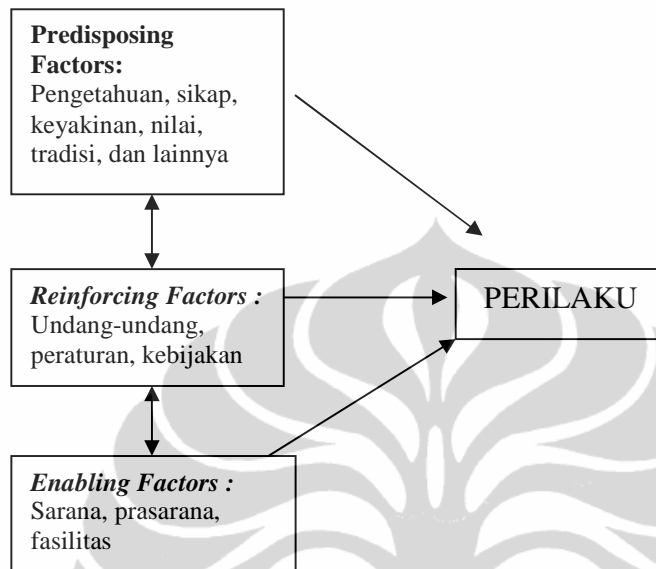 Predisposing
Factors:
Pengetahuan, sikap,
keyakinan, nilai,
tradisi, dan lainnya
Reinforcing Factors :
Undang-undang,
peraturan, kebijakan
PERILAKU
Enabling Factors :
Sarana, prasarana,
fasilitas